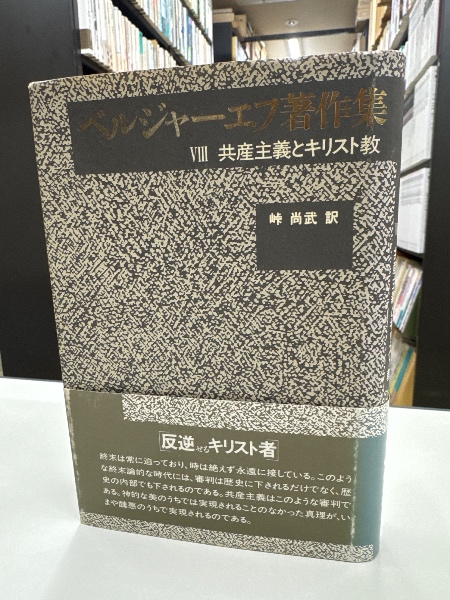 ベルジャーエフ著作集
VIII 共産主義とキリスト教
峠 尚武 訳
[反逆せるキリスト者]
終末は常に迫っており、時は絶えず永遠に接している。このよう
な終末論的な時代には、審判は歴史に下されるだけでなく、歴
史の内部でも下されるのである。共産主義はこのような審判で
ある。神的な美のうちでは実現されることのなかった真理が、い
まや醜悪のうちで実現されるのである。